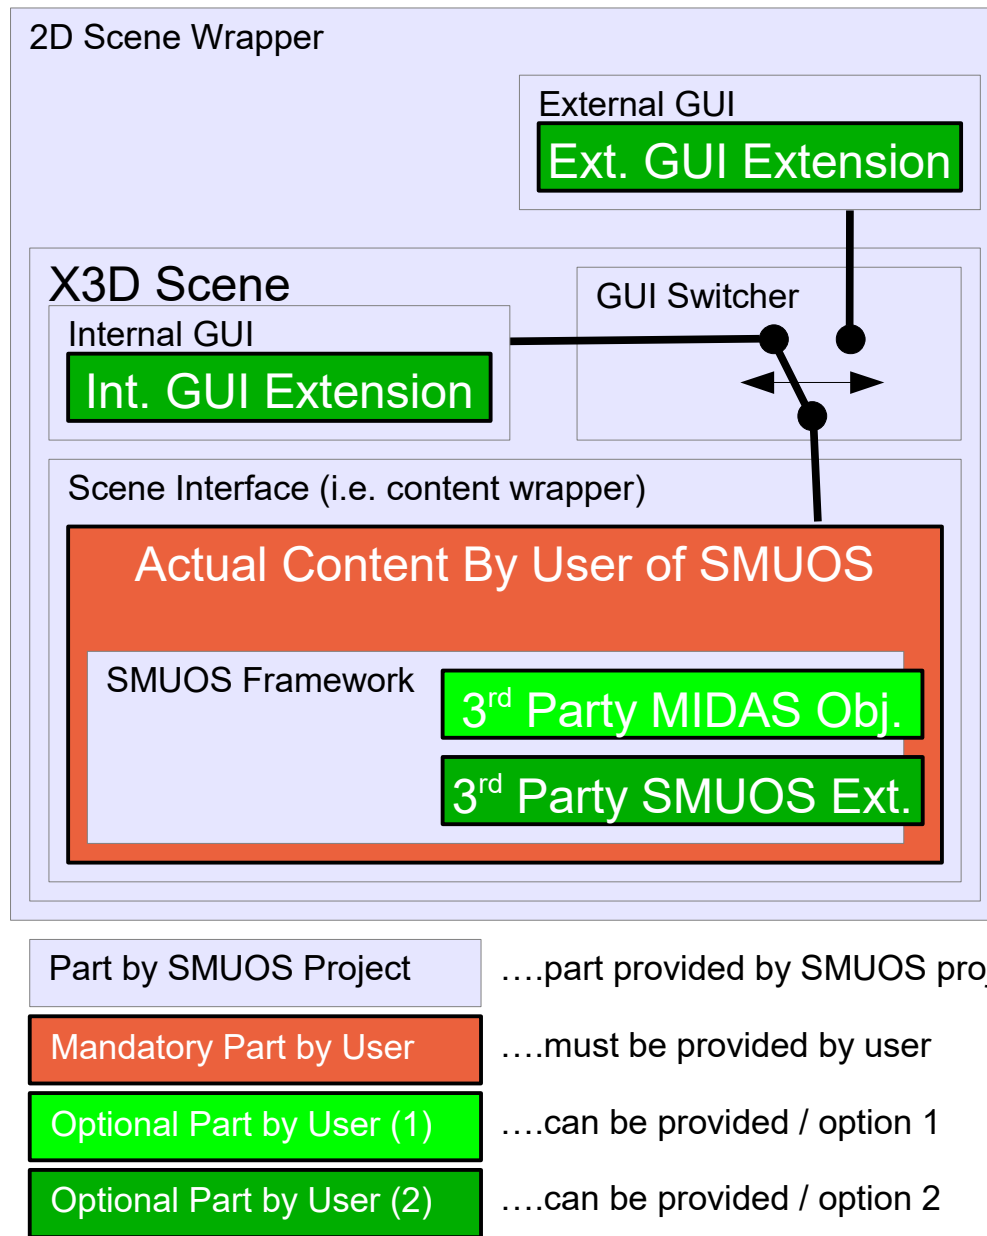 2D Scene Wrapper
External GUI
Ext. GUI Extension
X3D Scene
GUI Switcher
Internal GUI
Int. GUI Extension
Scene Interface (i.e. content wrapper)
Actual Content By User of SMUOS
SMUOS Framework
3rd Party MIDAS Obj.
3rd Party SMUOS Ext.
Part by SMUOS Project
….part provided by SMUOS
Mandatory Part by User
….must be provided by user
Optional Part by User (1)
….can be provided / option 1
Optional Part by User (2)
….can be provided / option 2